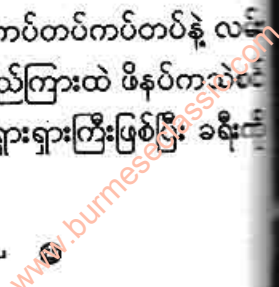 ကပ်တပ်ကပ်တပ်နဲ့ လမ်း
ည်ကြားထဲ ဖိနပ်ကသဲ
ရှားရှားကြီးဖြစ်ပြီး ခရီး
www.burmeseclassic.com